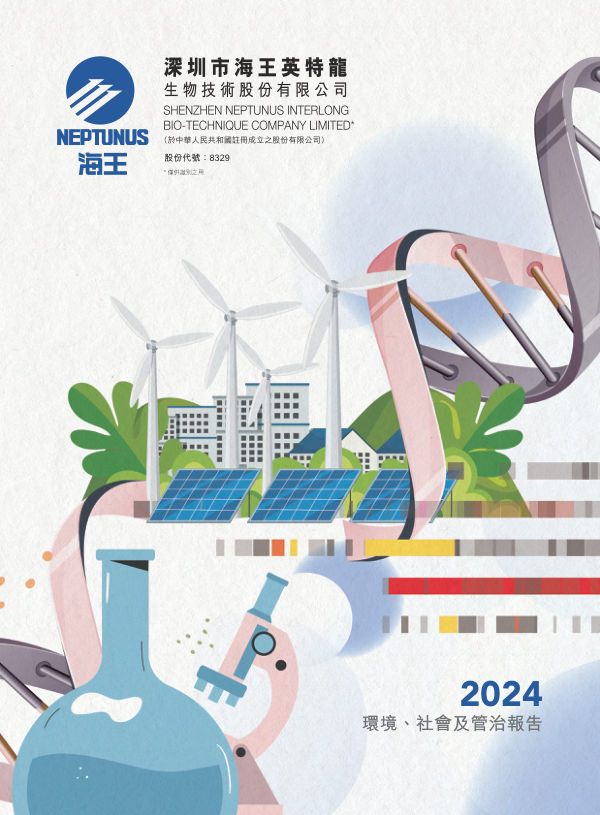 NEPTUNUS
海王
深圳市海王英特龍
生物技術股份有限公司
SHENZHEN NEPTUNUS INTERLONG
BIO-TECHNIQUE COMPANY LIMITED*
（於中華人民共和國註冊成立之股份有限公司）
股份代號：8329
* 僅供識別之用
2024
環境、社會及管治報告